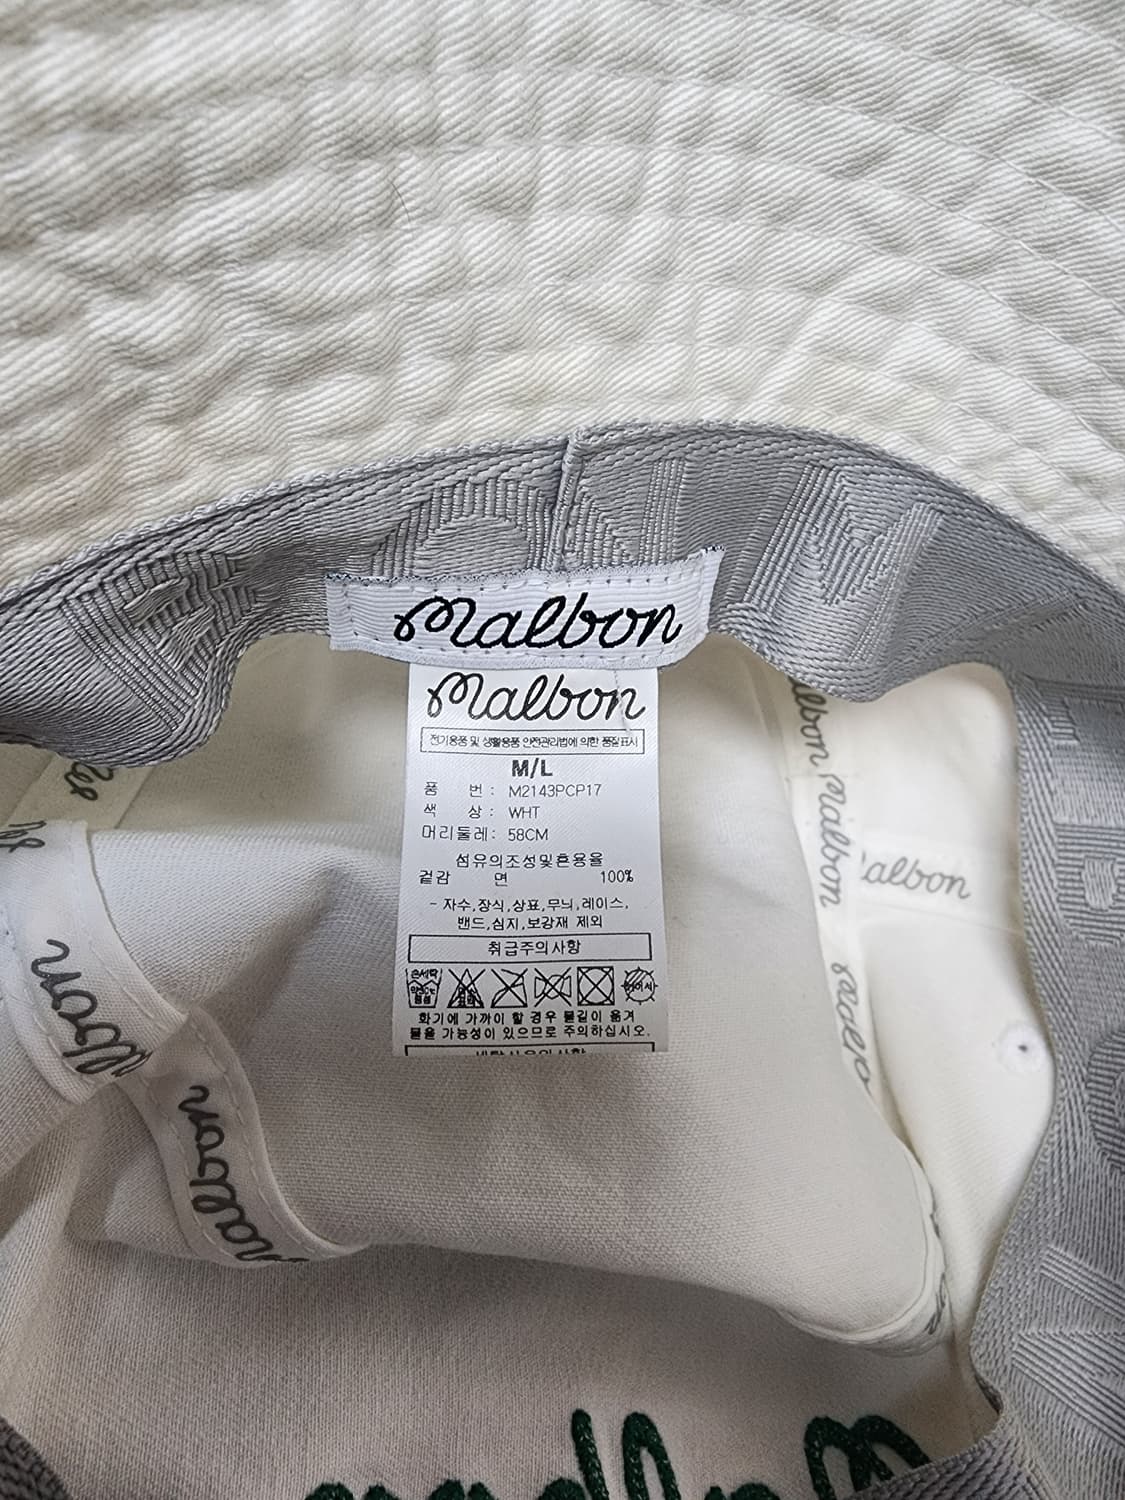 MALBON
Malbon
Malbon
전기용품 및 생활용품 안전관리법에 의한 품질표시
M/L
품 번: M2143PCP17
색 상: WHT
머리둘레: 58CM
섬유의조성및혼용율
겉감 면 100%
- 자수,장식,상표,무늬,레이스,
밴드,심지,보강재 제외
취급주의사항
손세탁
화기에 가까이 할 경우 불길이 옮겨
붙을 가능성이 있으므로 주의하십시오.
Malbon
albon
lbon
Malbon